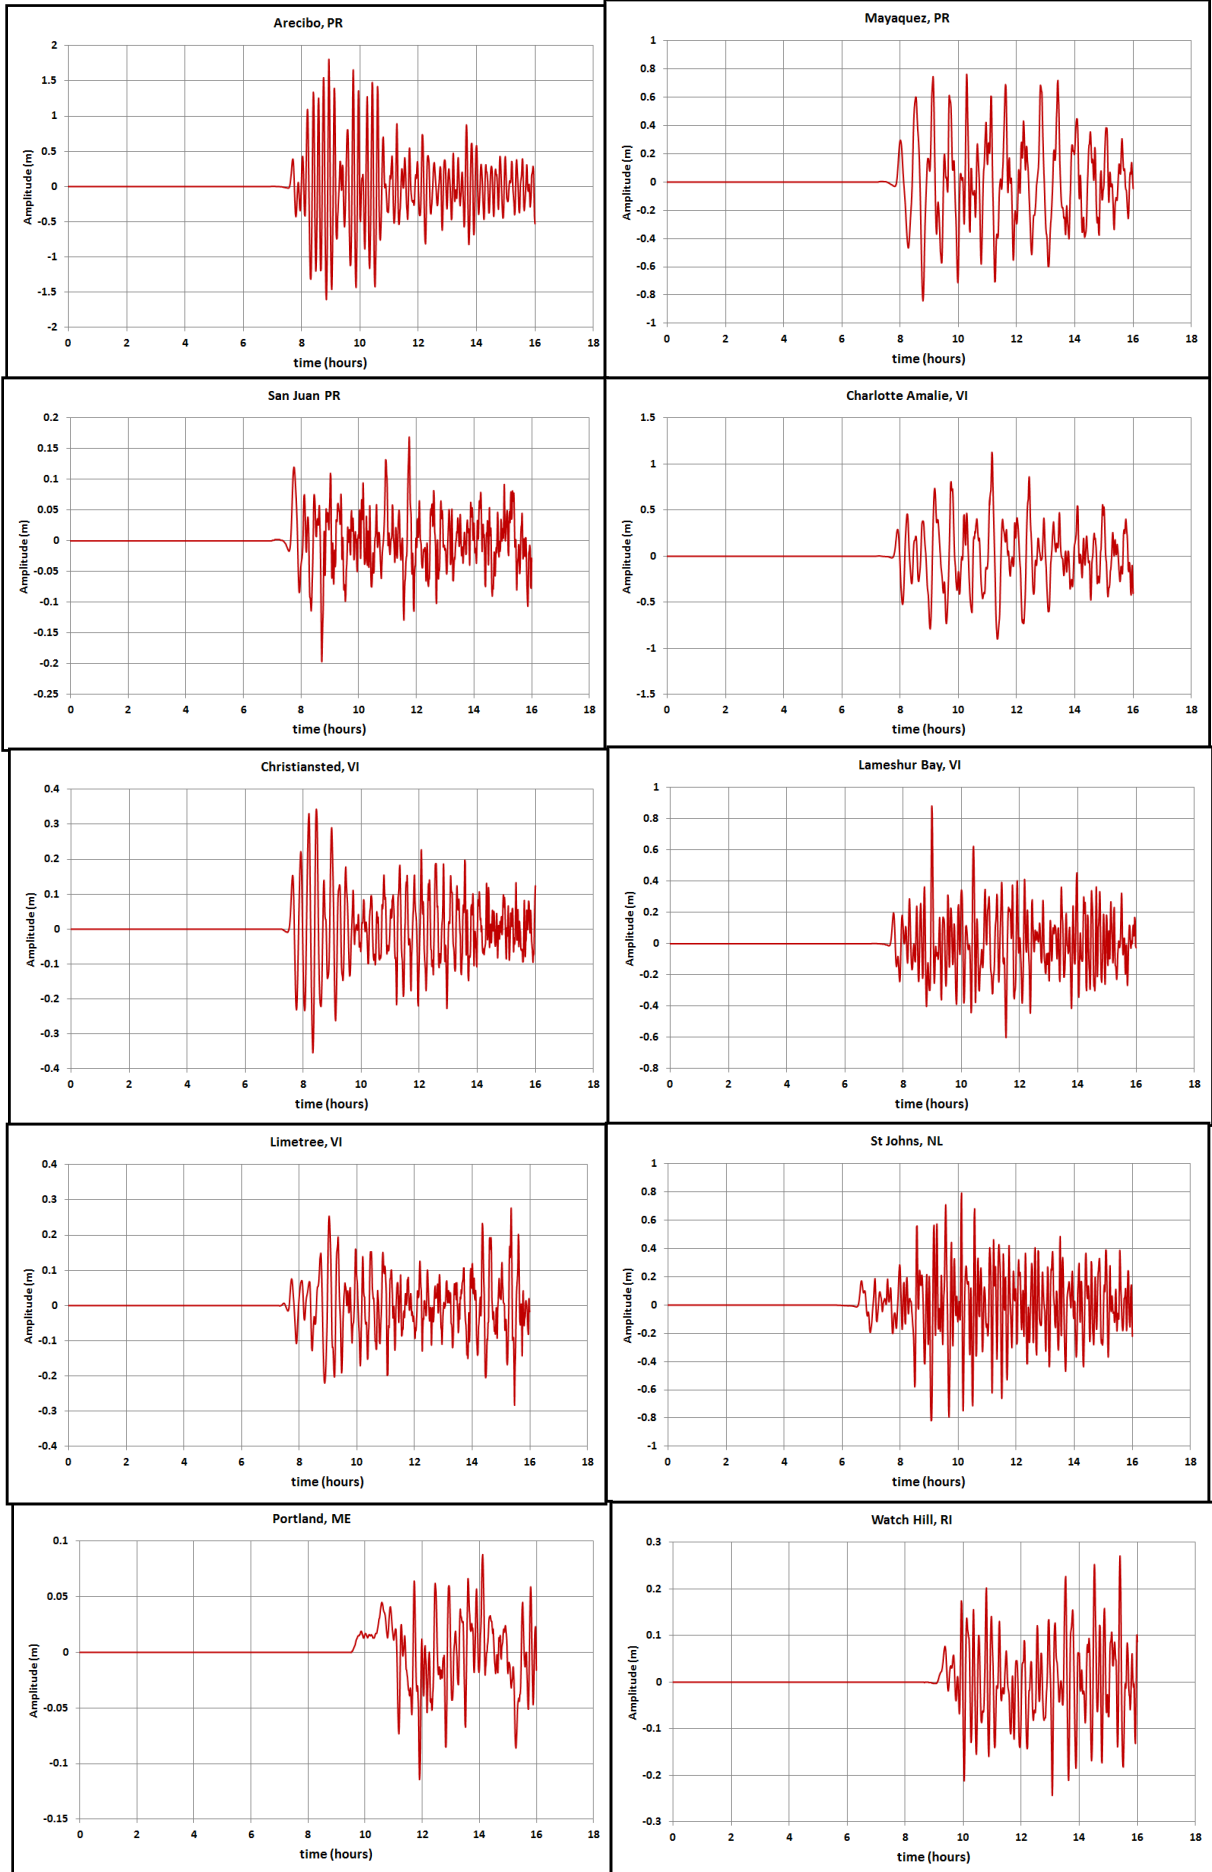 Arecibo, PR
2
1.5
1
0.5
0
-0.5
-1
-1.5
-2
Amplitude (m)
0 2 4 6 8 10 12 14 16 18
time (hours)
Mayaquez, PR
1
0.8
0.6
0.4
0.2
0
-0.2
-0.4
-0.6
-0.8
-1
Amplitude (m)
0 2 4 6 8 10 12 14 16 18
time (hours)
San Juan PR
0.2
0.15
0.1
0.05
0
-0.05
-0.1
-0.15
-0.2
-0.25
Amplitude (m)
0 2 4 6 8 10 12 14 16 18
time (hours)
Charlotte Amalie, VI
1.5
1
0.5
0
-0.5
-1
-1.5
Amplitude (m)
0 2 4 6 8 10 12 14 16 18
time (hours)
Christiansted, VI
0.4
0.3
0.2
0.1
0
-0.1
-0.2
-0.3
-0.4
Amplitude (m)
0 2 4 6 8 10 12 14 16 18
time (hours)
Lameshur Bay, VI
1
0.8
0.6
0.4
0.2
0
-0.2
-0.4
-0.6
-0.8
Amplitude (m)
0 2 4 6 8 10 12 14 16 18
time (hours)
Limetree, VI
0.4
0.3
0.2
0.1
0
-0.1
-0.2
-0.3
-0.4
Amplitude (m)
0 2 4 6 8 10 12 14 16 18
time (hours)
St Johns, NL
1
0.8
0.6
0.4
0.2
0
-0.2
-0.4
-0.6
-0.8
-1
Amplitude (m)
0 2 4 6 8 10 12 14 16 18
time (hours)
Portland, ME
0.1
0.05
0
-0.05
-0.1
-0.15
Amplitude (m)
0 2 4 6 8 10 12 14 16 18
time (hours)
Watch Hill, RI
0.3
0.2
0.1
0
-0.1
-0.2
-0.3
Amplitude (m)
0 2 4 6 8 10 12 14 16 18
time (hours)